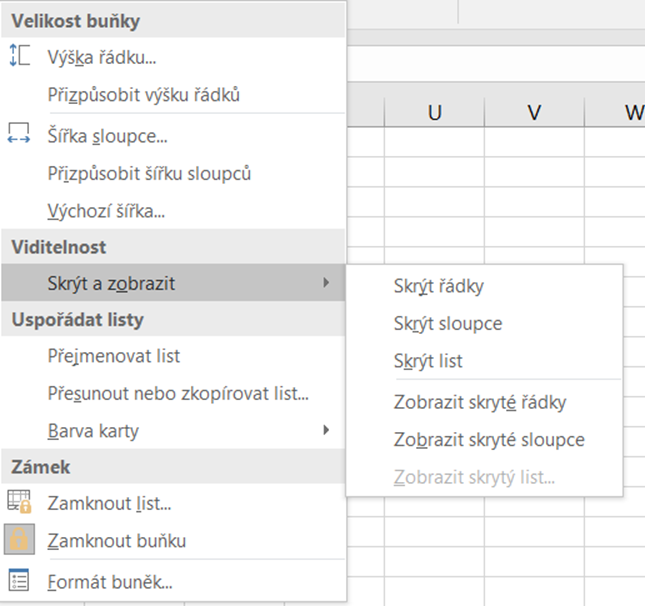 Velikost buňky
Výška řádku...
Přizpůsobit výšku řádků
Šířka sloupce...
Přizpůsobit šířku sloupců
Výchozí šířka...
Viditelnost
Skrýt a zobrazit
Uspořádat listy
Přejmenovat list
Přesunout nebo zkopírovat list...
Barva karty
Zámek
Zamknout list...
Zamknout buňku
Formát buněk...
U V W
Skrýt řádky
Skrýt sloupce
Skrýt list
Zobrazit skryté řádky
Zobrazit skryté sloupce
Zobrazit skrytý list...